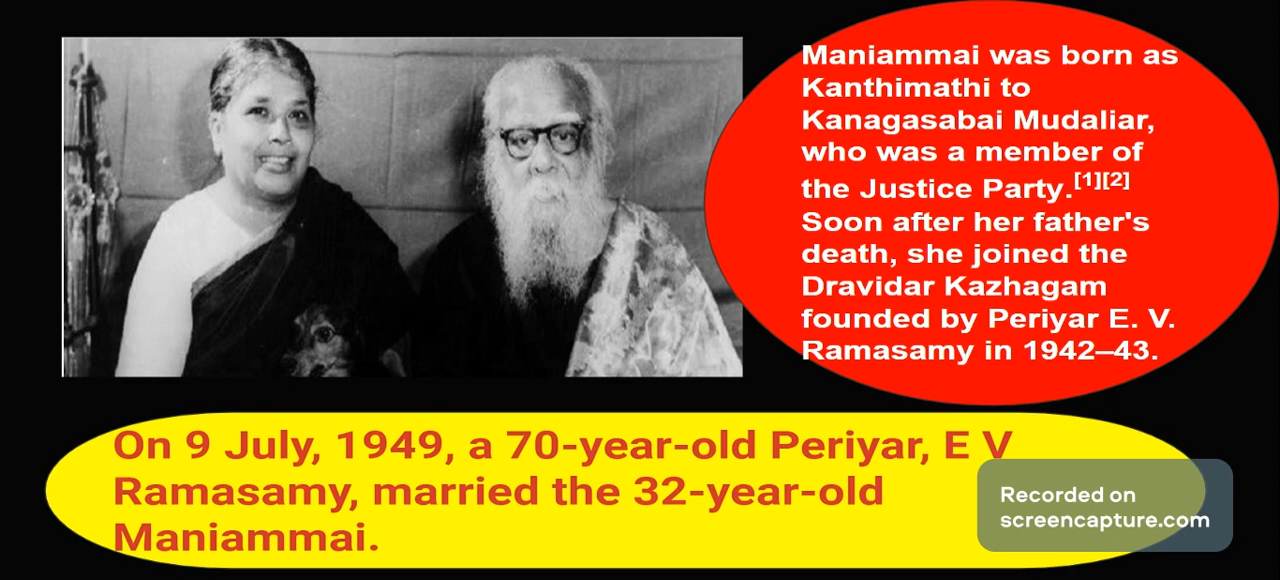 Maniammai was born as
Kanthimathi to
Kanagasabai Mudaliar,
who was a member of
the Justice Party.[1][2]
Soon after her father's
death, she joined the
Dravidar Kazhagam
founded by Periyar E. V.
Ramasamy in 1942–43.
On 9 July, 1949, a 70-year-old Periyar, E V
Ramasamy, married the 32-year-old
Maniammai.
Recorded on
screencapture.com